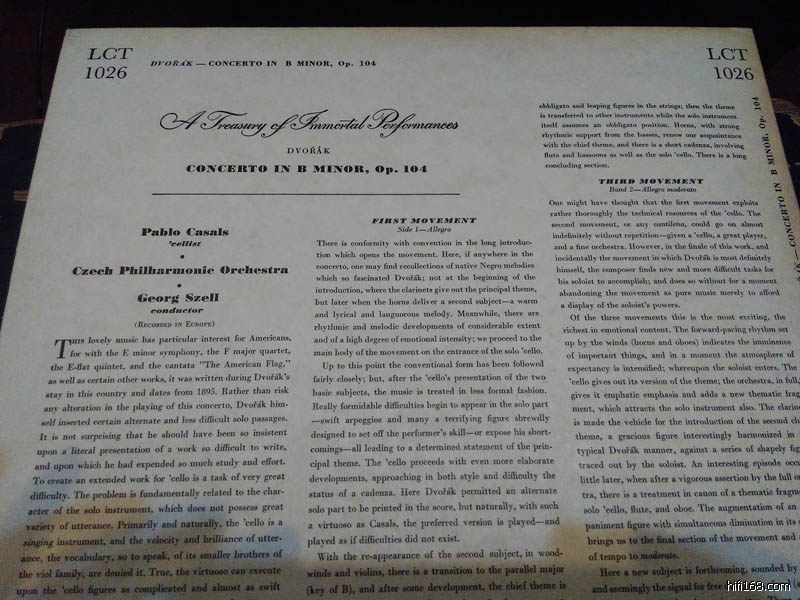 LCT
1026
DVOŘÁK — CONCERTO IN B MINOR, Op. 104
LCT
1026
A Treasury of Immortal Performances
DVOŘÁK
CONCERTO IN B MINOR, Op. 104
Pablo Casals
'cellist
•
Czech Philharmonic Orchestra
•
Georg Szell
conductor
(RECORDED IN EUROPE)
THIS lovely music has particular interest for Americans,
for with the E minor symphony, the F major quartet,
the E-flat quintet, and the cantata "The American Flag,"
as well as certain other works, it was written during Dvořák's
stay in this country and dates from 1895. Rather than risk
any alteration in the playing of this concerto, Dvořák him-
self inserted certain alternate and less difficult solo passages.
It is not surprising that he should have been so insistent
upon a literal presentation of a work so difficult to write,
and upon which he had expended so much study and effort.
To create an extended work for 'cello is a task of very great
difficulty. The problem is fundamentally related to the char-
acter of the solo instrument, which does not possess great
variety of utterance. Primarily and naturally, the 'cello is a
singing instrument, and the velocity and brilliance of utter-
ance, the vocabulary, so to speak, of its smaller brothers of
the viol family, are denied it. True, the virtuoso can execute
upon the 'cello figures as complicated and almost as swift
FIRST MOVEMENT
Side 1—Allegro
There is conformity with convention in the long introduc-
tion which opens the movement. Here, if anywhere in the
concerto, one may find recollections of native Negro melodies
which so fascinated Dvořák; not at the beginning of the
introduction, where the clarinets give out the principal theme,
but later when the horns deliver a second subject—a warm
and lyrical and languorous melody. Meanwhile, there are
rhythmic and melodic developments of considerable extent
and of a high degree of emotional intensity; we proceed to the
main body of the movement on the entrance of the solo 'cello.
Up to this point the conventional form has been followed
fairly closely; but, after the 'cello's presentation of the two
basic subjects, the music is treated in less formal fashion.
Really formidable difficulties begin to appear in the solo part
—swift arpeggios and many a terrifying figure shrewdly
designed to set off the performer's skill—or expose his short-
comings—all leading to a determined statement of the prin-
cipal theme. The 'cello proceeds with even more elaborate
developments, approaching in both style and difficulty the
status of a cadenza. Here Dvořák permitted an alternate
solo part to be printed in the score, but naturally, with such
a virtuoso as Casals, the preferred version is played—and
played as if difficulties did not exist.
With the re-appearance of the second subject, in wood-
winds and violins, there is a transition to the parallel major
(key of B), and after some development, the chief theme is
obbligato and leaping figures in the strings; then the theme
is transferred to other instruments while the solo instrument
itself assumes an obbligato position. Horns, with strong
rhythmic support from the basses, renew our acquaintance
with the chief theme, and there is a short cadenza, involving
flute and bassoons as well as the solo 'cello. There is a long
concluding section.
THIRD MOVEMENT
Band 2—Allegro moderato
One might have thought that the first movement exploits
rather thoroughly the technical resources of the 'cello. The
second movement, or any cantilena, could go on almost
indefinitely without repetition—given a 'cello, a great player,
and a fine orchestra. However, in the finale of this work, and
incidentally the movement in which Dvořák is most definitely
himself, the composer finds new and more difficult tasks for
his soloist to accomplish; and does so without for a moment
abandoning the movement as pure music merely to afford
a display of the soloist's powers.
Of the three movements this is the most exciting, the
richest in emotional content. The forward-pacing rhythm set
up by the winds (horns and oboes) indicates the imminence
of important things, and in a moment the atmosphere of
expectancy is intensified; whereupon the soloist enters. The
'cello gives out its version of the theme; the orchestra, in full,
gives it emphatic emphasis and adds a new thematic frag
ment, which attracts the solo instrument also. The clarine
is made the vehicle for the introduction of the second ch
theme, a gracious figure interestingly harmonized in
typical Dvořák manner, against a series of shapely fig
traced out by the soloist. An interesting episode occu
little later, when after a vigorous assertion by the full or
tra, there is a treatment in canon of a thematic fragme
solo 'cello, flute, and oboe. The augmentation of an
paniment figure with simultaneous diminution in its
brings us to the final section of the movement and
of tempo to moderato.
Here a new subject is forthcoming, sounded by
and seemingly the signal for free
— CONCERTO IN B MINOR, Op. 104
hifi168.com